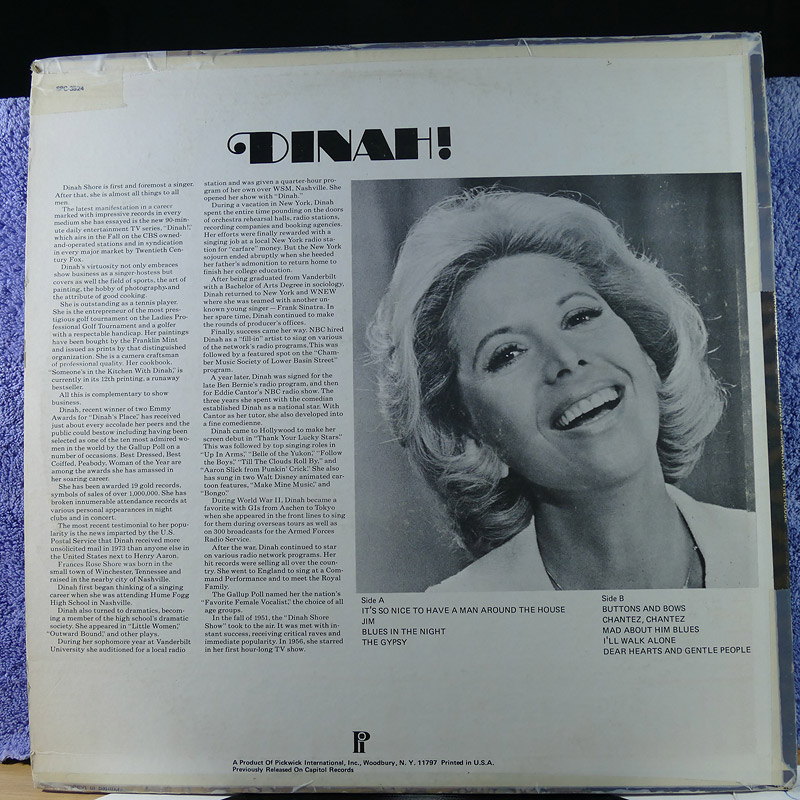 SPC-3524
DINAH!
Dinah Shore is first and foremost a singer.
After that, she is almost all things to all
men.
The latest manifestation in a career
marked with impressive records in every
medium she has essayed is the new 90-min-
ute daily entertainment TV series, "Dinah!",
which airs in the Fall on the CBS owned-
and-operated stations and in syndication
in every major market by Twentieth Cen-
tury Fox.
Dinah's virtuosity not only embraces
show business as a singer-hostess but
covers as well the field of sports, the art of
painting, the hobby of photography, and
the attribute of good cooking.
She is outstanding as a tennis player.
She is the entrepreneur of the most pres-
tigious golf tournament on the Ladies Pro-
fessional Golf Tournament and a golfer
with a respectable handicap. Her paintings
have been bought by the Franklin Mint
and issued as prints by that distinguished
organization. She is a camera craftsman
of professional quality. Her cookbook,
"Someone's in the Kitchen With Dinah," is
currently in its 12th printing, a runaway
bestseller.
All this is complementary to show
business.
Dinah, recent winner of two Emmy
Awards for "Dinah's Place," has received
just about every accolade her peers and the
public could bestow including having been
selected as one of the ten most admired wo-
men in the world by the Gallup Poll on a
number of occasions. Best Dressed, Best
Coiffed, Peabody, Woman of the Year are
among the awards she has amassed in
her soaring career.
She has been awarded 19 gold records,
symbols of sales of over 1,000,000. She has
broken innumerable attendance records at
various personal appearances in night
clubs and in concert.
The most recent testimonial to her popu-
larity is the news imparted by the U.S.
Postal Service that Dinah received more
unsolicited mail in 1973 than anyone else in
the United States next to Henry Aaron.
Frances Rose Shore was born in the
small town of Winchester, Tennessee and
raised in the nearby city of Nashville.
Dinah first began thinking of a singing
career when she was attending Hume Fogg
High School in Nashville.
Dinah also turned to dramatics, becom-
ing a member of the high school's dramatic
society. She appeared in "Little Women,"
"Outward Bound," and other plays.
During her sophomore year at Vanderbilt
University she auditioned for a local radio
station and was given a quarter-hour pro-
gram of her own over WSM, Nashville. She
opened her show with "Dinah."
During a vacation in New York, Dinah
spent the entire time pounding on the doors
of orchestra rehearsal halls, radio stations,
recording companies and booking agencies.
Her efforts were finally rewarded with a
singing job at a local New York radio sta-
tion for "carfare" money. But the New York
sojourn ended abruptly when she heeded
her father's admonition to return home to
finish her college education.
After being graduated from Vanderbilt
with a Bachelor of Arts Degree in sociology,
Dinah returned to New York and WNEW
where she was teamed with another un-
known young singer—Frank Sinatra. In
her spare time, Dinah continued to make
the rounds of producer's offices.
Finally, success came her way. NBC hired
Dinah as a "fill-in" artist to sing on various
of the network's radio programs. This was
followed by a featured spot on the "Cham-
ber Music Society of Lower Basin Street"
program.
A year later, Dinah was signed for the
late Ben Bernie's radio program, and then
for Eddie Cantor's NBC radio show. The
three years she spent with the comedian
established Dinah as a national star. With
Cantor as her tutor, she also developed into
a fine comedienne.
Dinah came to Hollywood to make her
screen debut in "Thank Your Lucky Stars."
This was followed by top singing roles in
"Up In Arms," "Belle of the Yukon," "Follow
the Boys," "Till The Clouds Roll By," and
"Aaron Slick from Punkin' Crick." She also
has sung in two Walt Disney animated car-
toon features, "Make Mine Music," and
"Bongo."
During World War II, Dinah became a
favorite with GIs from Aachen to Tokyo
when she appeared in the front lines to sing
for them during overseas tours as well as
on 300 broadcasts for the Armed Forces
Radio Service.
After the war, Dinah continued to star
on various radio network programs. Her
hit records were selling all over the coun-
try. She went to England to sing at a Com-
mand Performance and to meet the Royal
Family.
The Gallup Poll named her the nation's
"Favorite Female Vocalist," the choice of all
age groups.
In the fall of 1951, the "Dinah Shore
Show" took to the air. It was met with in-
stant success, receiving critical raves and
immediate popularity. In 1956, she starred
in her first hour-long TV show.
Side A
IT'S SO NICE TO HAVE A MAN AROUND THE HOUSE
JIM
BLUES IN THE NIGHT
THE GYPSY
Side B
BUTTONS AND BOWS
CHANTEZ, CHANTEZ
MAD ABOUT HIM BLUES
I'LL WALK ALONE
DEAR HEARTS AND GENTLE PEOPLE
A Product Of Pickwick International, Inc., Woodbury, N. Y. 11797 Printed in U.S.A.
Previously Released On Capitol Records